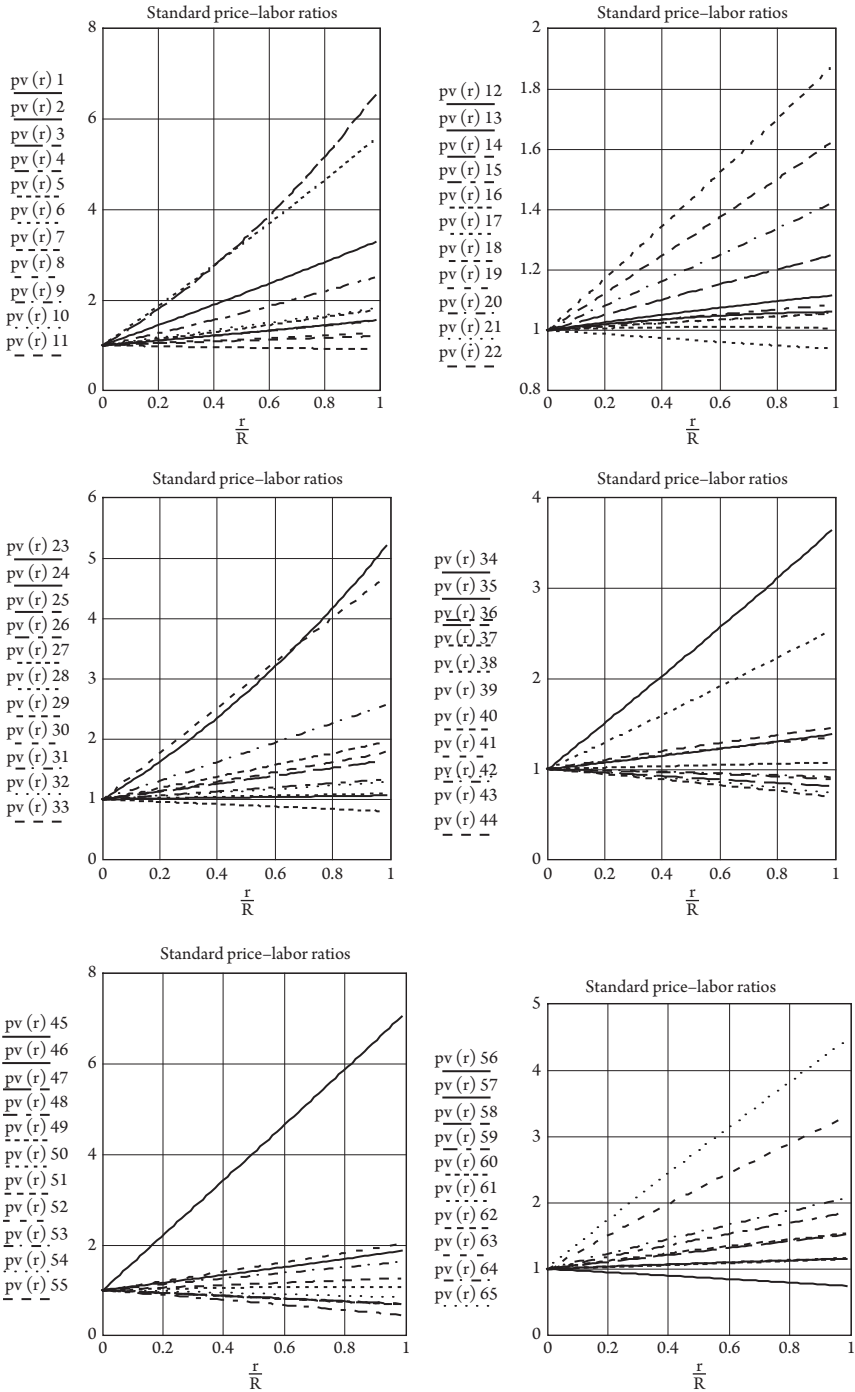 Standard price–labor ratios
pv (r) 1
pv (r) 2
pv (r) 3
pv (r) 4
pv (r) 5
pv (r) 6
pv (r) 7
pv (r) 8
pv (r) 9
pv (r) 10
pv (r) 11
8
6
4
2
0
0 0.2 0.4 0.6 0.8 1
r
R
Standard price–labor ratios
pv (r) 12
pv (r) 13
pv (r) 14
pv (r) 15
pv (r) 16
pv (r) 17
pv (r) 18
pv (r) 19
pv (r) 20
pv (r) 21
pv (r) 22
2
1.8
1.6
1.4
1.2
1
0.8
0 0.2 0.4 0.6 0.8 1
r
R
Standard price–labor ratios
pv (r) 23
pv (r) 24
pv (r) 25
pv (r) 26
pv (r) 27
pv (r) 28
pv (r) 29
pv (r) 30
pv (r) 31
pv (r) 32
pv (r) 33
6
5
4
3
2
1
0
0 0.2 0.4 0.6 0.8 1
r
R
Standard price–labor ratios
pv (r) 34
pv (r) 35
pv (r) 36
pv (r) 37
pv (r) 38
pv (r) 39
pv (r) 40
pv (r) 41
pv (r) 42
pv (r) 43
pv (r) 44
4
3
2
1
0
0 0.2 0.4 0.6 0.8 1
r
R
Standard price–labor ratios
pv (r) 45
pv (r) 46
pv (r) 47
pv (r) 48
pv (r) 49
pv (r) 50
pv (r) 51
pv (r) 52
pv (r) 53
pv (r) 54
pv (r) 55
8
6
4
2
0
0 0.2 0.4 0.6 0.8 1
r
R
Standard price–labor ratios
pv (r) 56
pv (r) 57
pv (r) 58
pv (r) 59
pv (r) 60
pv (r) 61
pv (r) 62
pv (r) 63
pv (r) 64
pv (r) 65
5
4
3
2
1
0
0 0.2 0.4 0.6 0.8 1
r
R